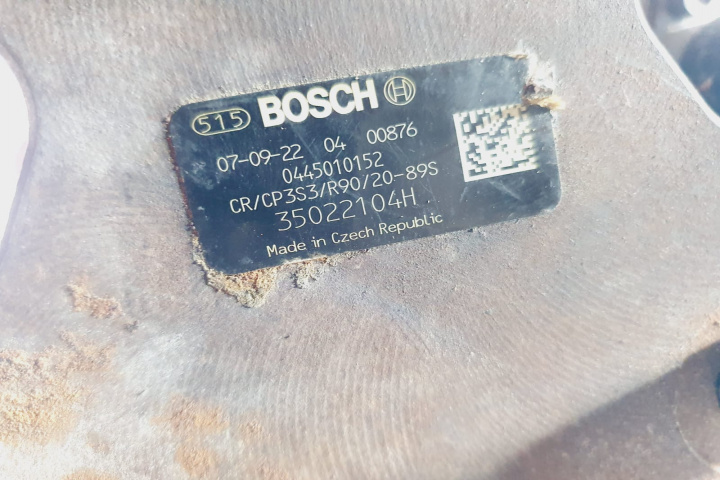 515 BOSCH H
07-09-22 04 00876
0445010152
CR/CP3S3/R90/20-89S
35022104H
Made in Czech Republic